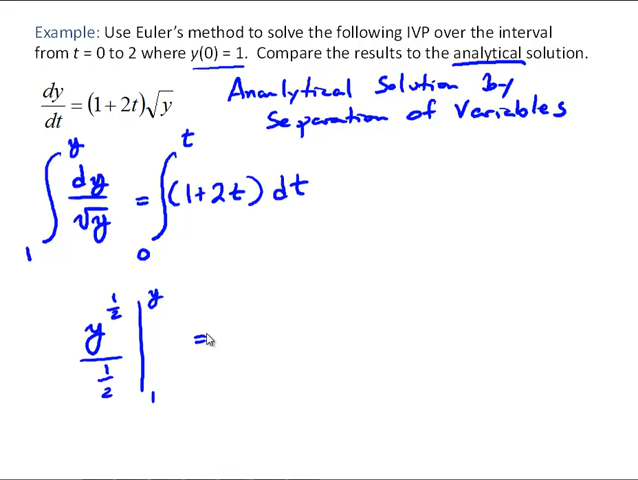 Example: Use Euler's method to solve the following IVP over the interval
from t = 0 to 2 where y(0) = 1. Compare the results to the analytical solution.
dy/dt = (1+2t)√y
Ananlytical Solution by
Separation of Variables
∫₁^y dy/√y = ∫₀^t (1+2t) dt
y^(1/2)/(1/2) |₁^y =